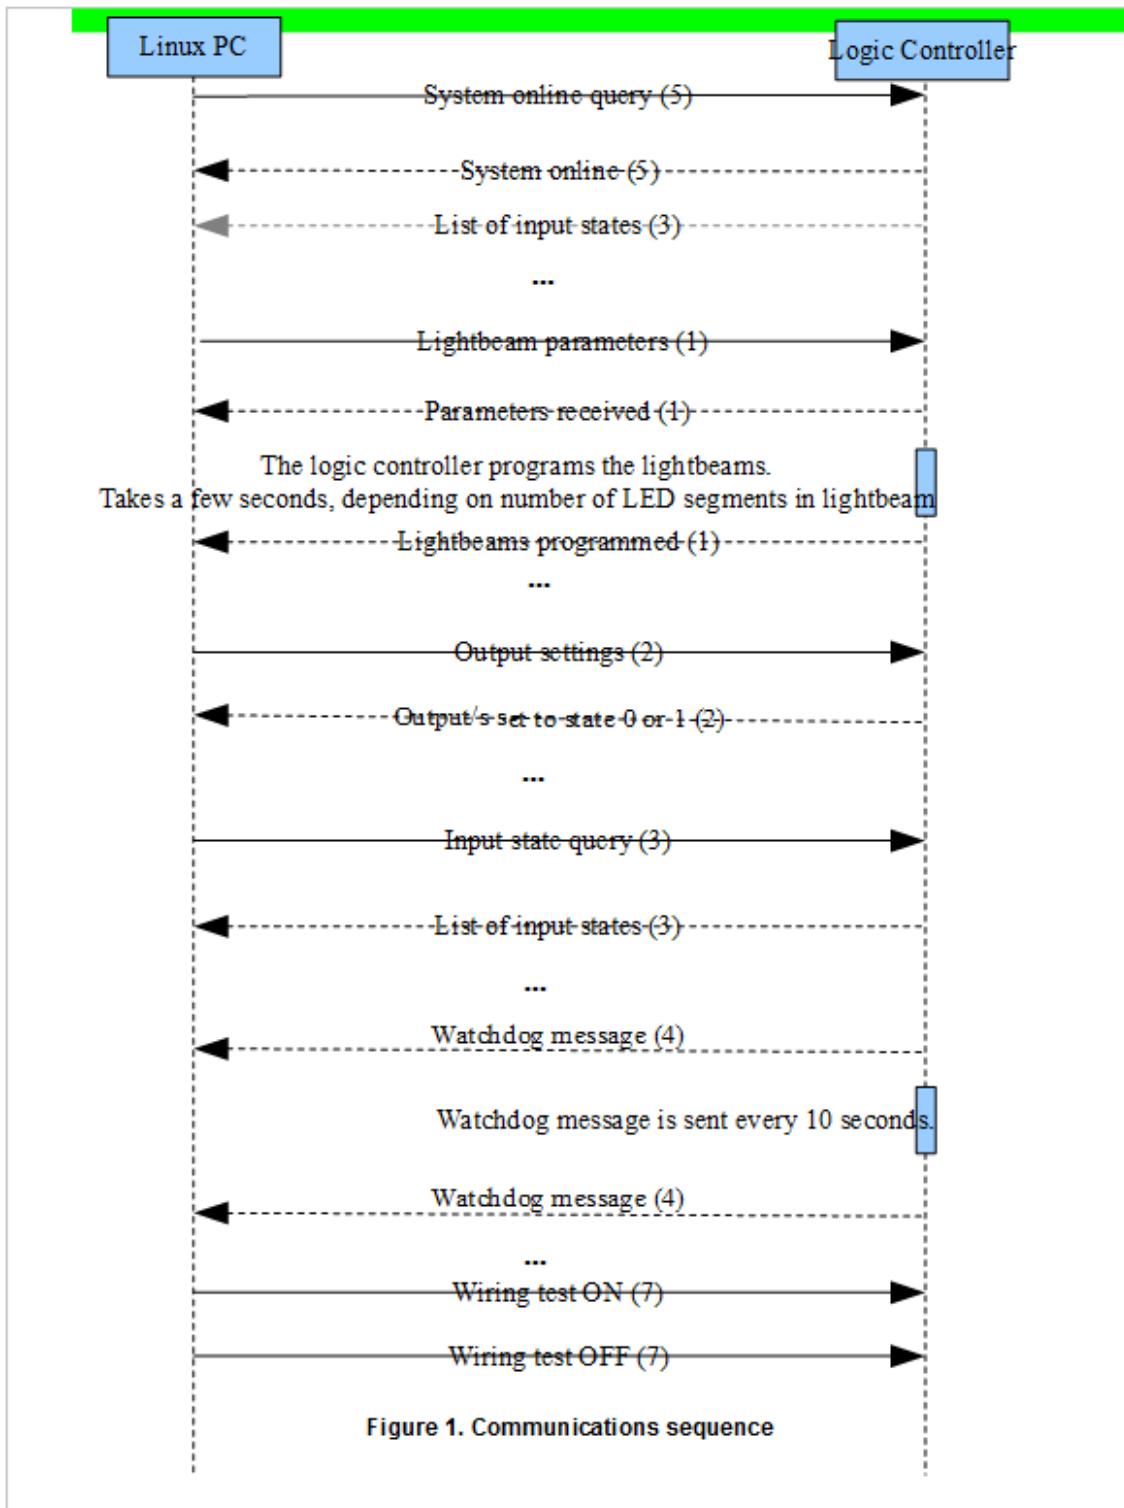 Linux PC
Logic Controller
System online query (5)
System online (5)
List of input states (3)
...
Lightbeam parameters (1)
Parameters received (1)
The logic controller programs the lightbeams.
Takes a few seconds, depending on number of LED segments in lightbeam
Lightbeams programmed (1)
...
Output settings (2)
Output/s set to state 0 or 1 (2)
...
Input state query (3)
List of input states (3)
...
Watchdog message (4)
Watchdog message is sent every 10 seconds.
Watchdog message (4)
...
Wiring test ON (7)
Wiring test OFF (7)
Figure 1. Communications sequence